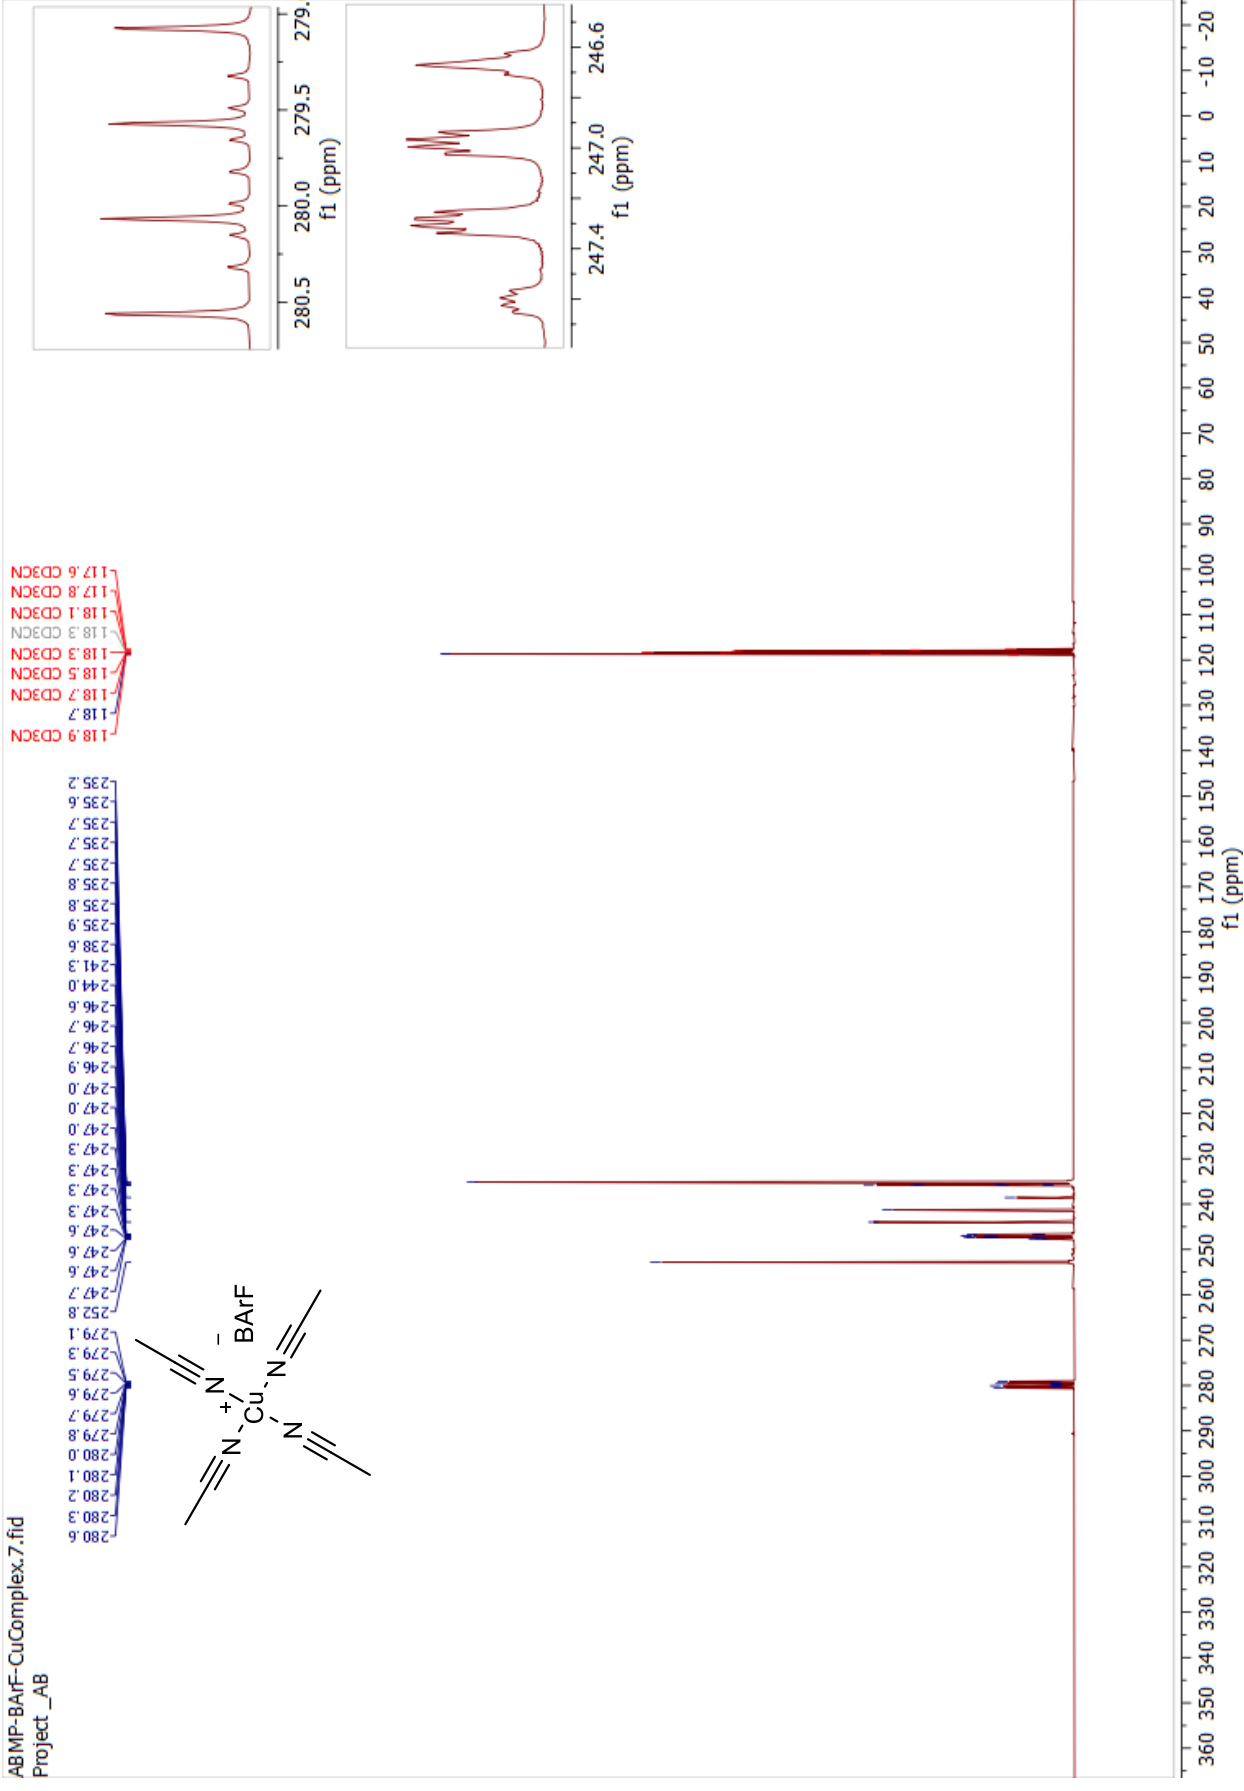 ABMP-BArF-CuComplex.7.fid
Project _AB
280.6
280.3
280.2
280.1
280.0
279.8
279.7
279.6
279.5
279.3
279.1
252.8
247.7
247.6
247.6
247.6
247.3
247.3
247.3
247.3
247.0
247.0
247.0
246.9
246.7
246.7
246.6
244.0
241.3
238.6
235.9
235.8
235.8
235.7
235.7
235.7
235.6
235.2
118.9 CD3CN
118.7
118.7 CD3CN
118.5 CD3CN
118.3 CD3CN
118.3 CD3CN
118.1 CD3CN
117.8 CD3CN
117.6 CD3CN
N
N
Cu
+
N
N
−
BArF
280.5 280.0 279.5 279.
f1 (ppm)
247.4 247.0 246.6
f1 (ppm)
360 350 340 330 320 310 300 290 280 270 260 250 240 230 220 210 200 190 180 170 160 150 140 130 120 110 100 90 80 70 60 50 40 30 20 10 0 -10 -20
f1 (ppm)